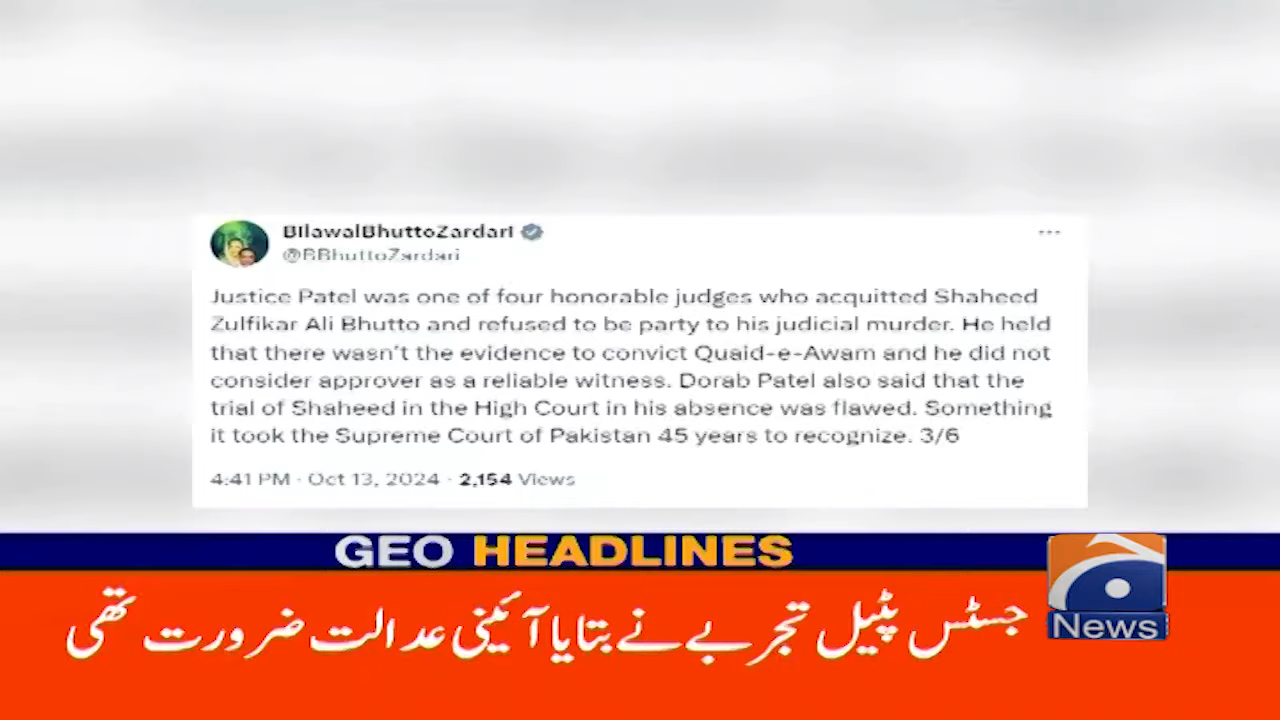 BilawalBhuttoZardari
@BBhuttoZardari
Justice Patel was one of four honorable judges who acquitted Shaheed
Zulfikar Ali Bhutto and refused to be party to his judicial murder. He held
that there wasn't the evidence to convict Quaid-e-Awam and he did not
consider approver as a reliable witness. Dorab Patel also said that the
trial of Shaheed in the High Court in his absence was flawed. Something
it took the Supreme Court of Pakistan 45 years to recognize. 3/6
4:41 PM · Oct 13, 2024 · 2,154 Views
GEO HEADLINES
جسٹس پٹیل تجربے نے بتایا آئینی عدالت ضرورت تھی
News